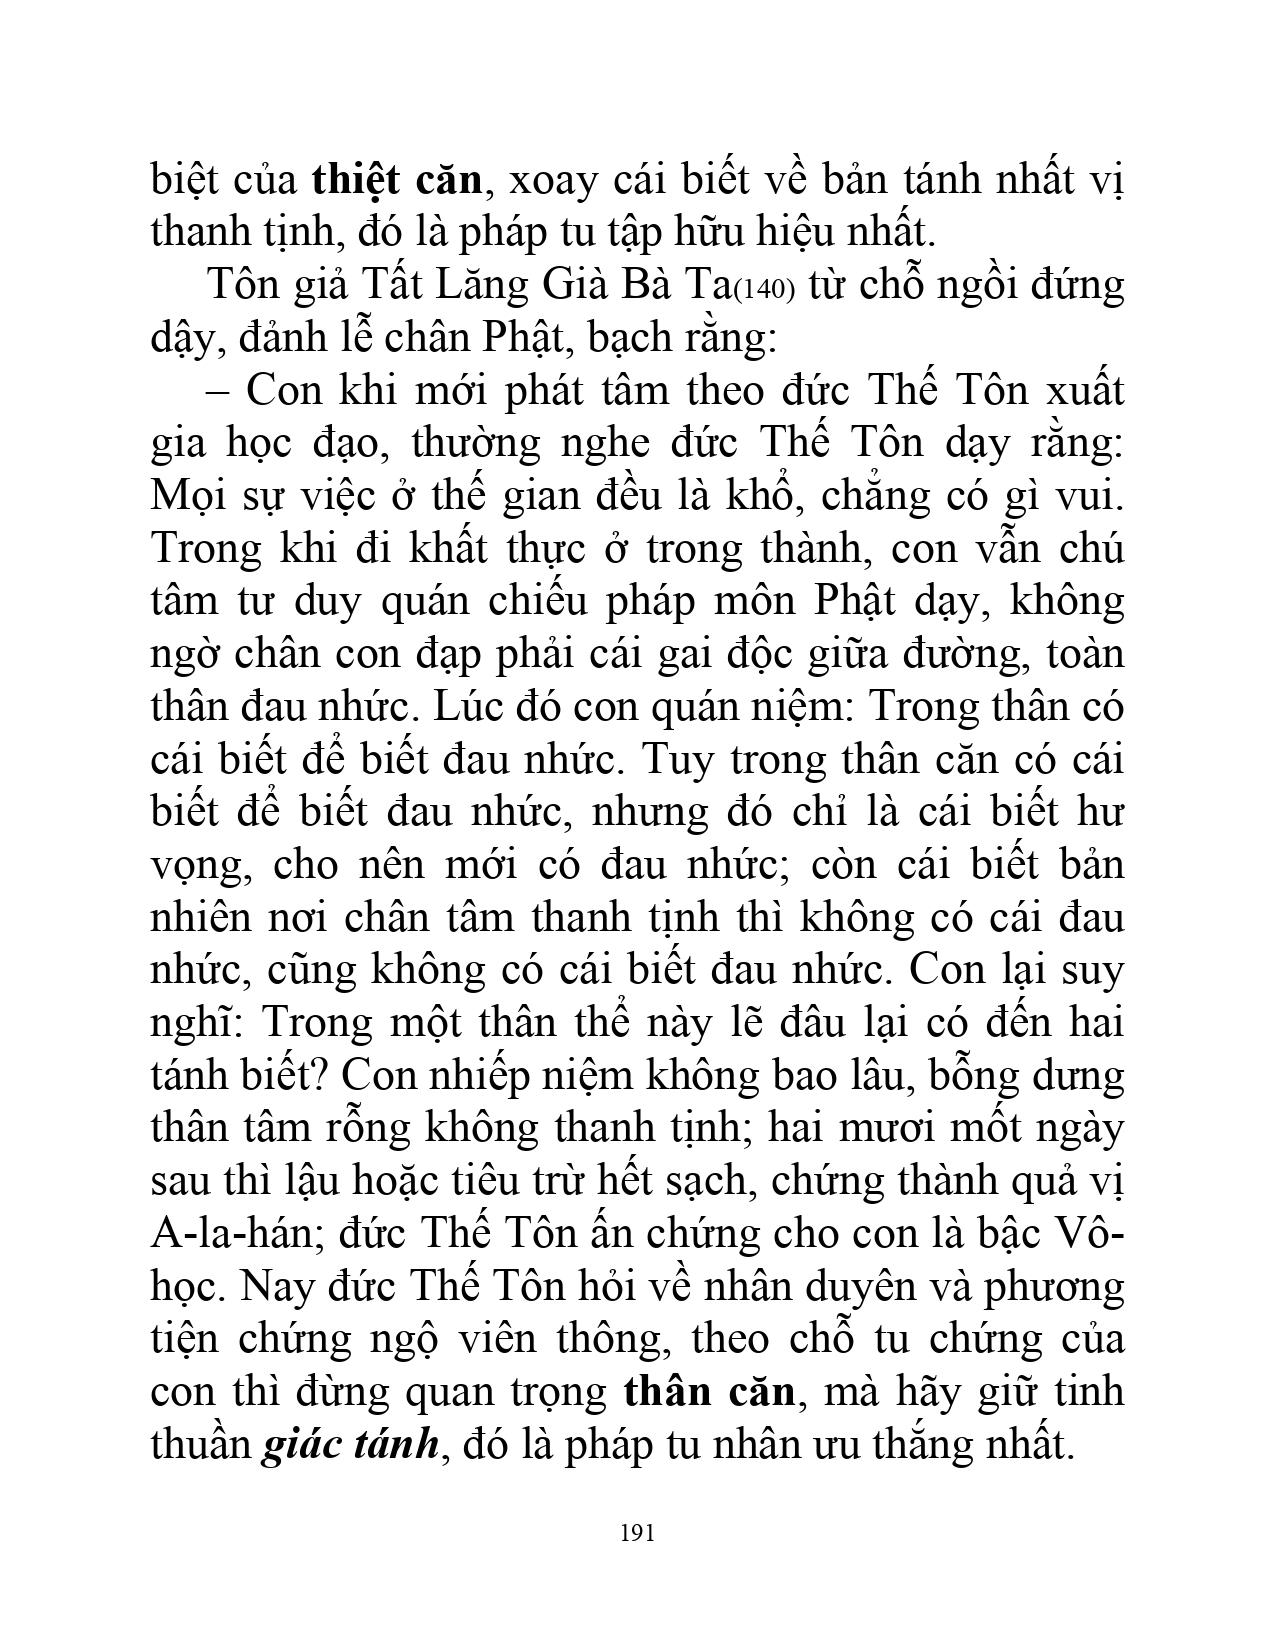 biệt của thiệt căn, xoay cái biết về bản tánh nhất vị
thanh tịnh, đó là pháp tu tập hữu hiệu nhất.
Tôn giả Tất Lăng Già Bà Ta(140) từ chỗ ngồi đứng
dậy, đảnh lễ chân Phật, bạch rằng:
– Con khi mới phát tâm theo đức Thế Tôn xuất
gia học đạo, thường nghe đức Thế Tôn dạy rằng:
Mọi sự việc ở thế gian đều là khổ, chẳng có gì vui.
Trong khi đi khất thực ở trong thành, con vẫn chú
tâm tư duy quán chiếu pháp môn Phật dạy, không
ngờ chân con đạp phải cái gai độc giữa đường, toàn
thân đau nhức. Lúc đó con quán niệm: Trong thân có
cái biết để biết đau nhức. Tuy trong thân căn có cái
biết để biết đau nhức, nhưng đó chỉ là cái biết hư
vọng, cho nên mới có đau nhức; còn cái biết bản
nhiên nơi chân tâm thanh tịnh thì không có cái đau
nhức, cũng không có cái biết đau nhức. Con lại suy
nghĩ: Trong một thân thể này lẽ đâu lại có đến hai
tánh biết? Con nhiếp niệm không bao lâu, bỗng dưng
thân tâm rỗng không thanh tịnh; hai mươi mốt ngày
sau thì lậu hoặc tiêu trừ hết sạch, chứng thành quả vị
A-la-hán; đức Thế Tôn ấn chứng cho con là bậc Vô-
học. Nay đức Thế Tôn hỏi về nhân duyên và phương
tiện chứng ngộ viên thông, theo chỗ tu chứng của
con thì đừng quan trọng thân căn, mà hãy giữ tinh
thuần giác tánh, đó là pháp tu nhân ưu thắng nhất.
191